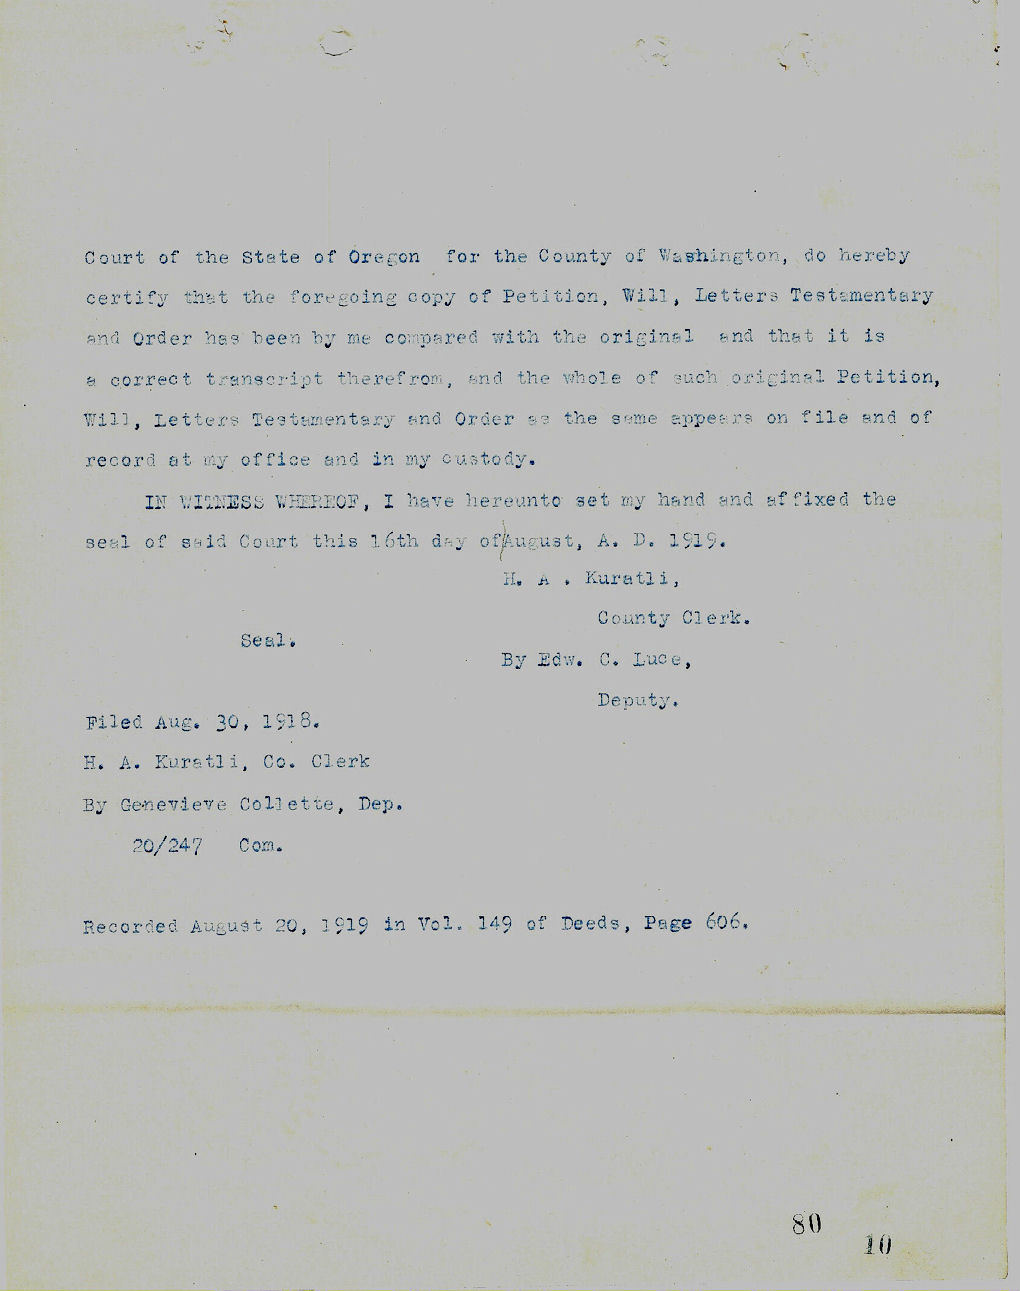 Court of the State of Oregon for the County of Washington, do hereby
certify that the foregoing copy of Petition, Will, Letters Testamentary
and Order has been by me compared with the original and that it is
a correct transcript therefrom, and the whole of such original Petition,
Will, Letters Testamentary and Order as the same appears on file and of
record at my office and in my custody.
IN WITNESS WHEREOF, I have hereunto set my hand and affixed the
seal of said Court this 16th day of/August, A. D. 1919.
H. A . Kuratli,
County Clerk.
Seal.
By Edw. C. Luce,
Deputy.
Filed Aug. 30, 1918.
H. A. Kuratli, Co. Clerk
By Genevieve Collette, Dep.
20/247 Com.
Recorded August 20, 1919 in Vol. 149 of Deeds, Page 606.
80
10